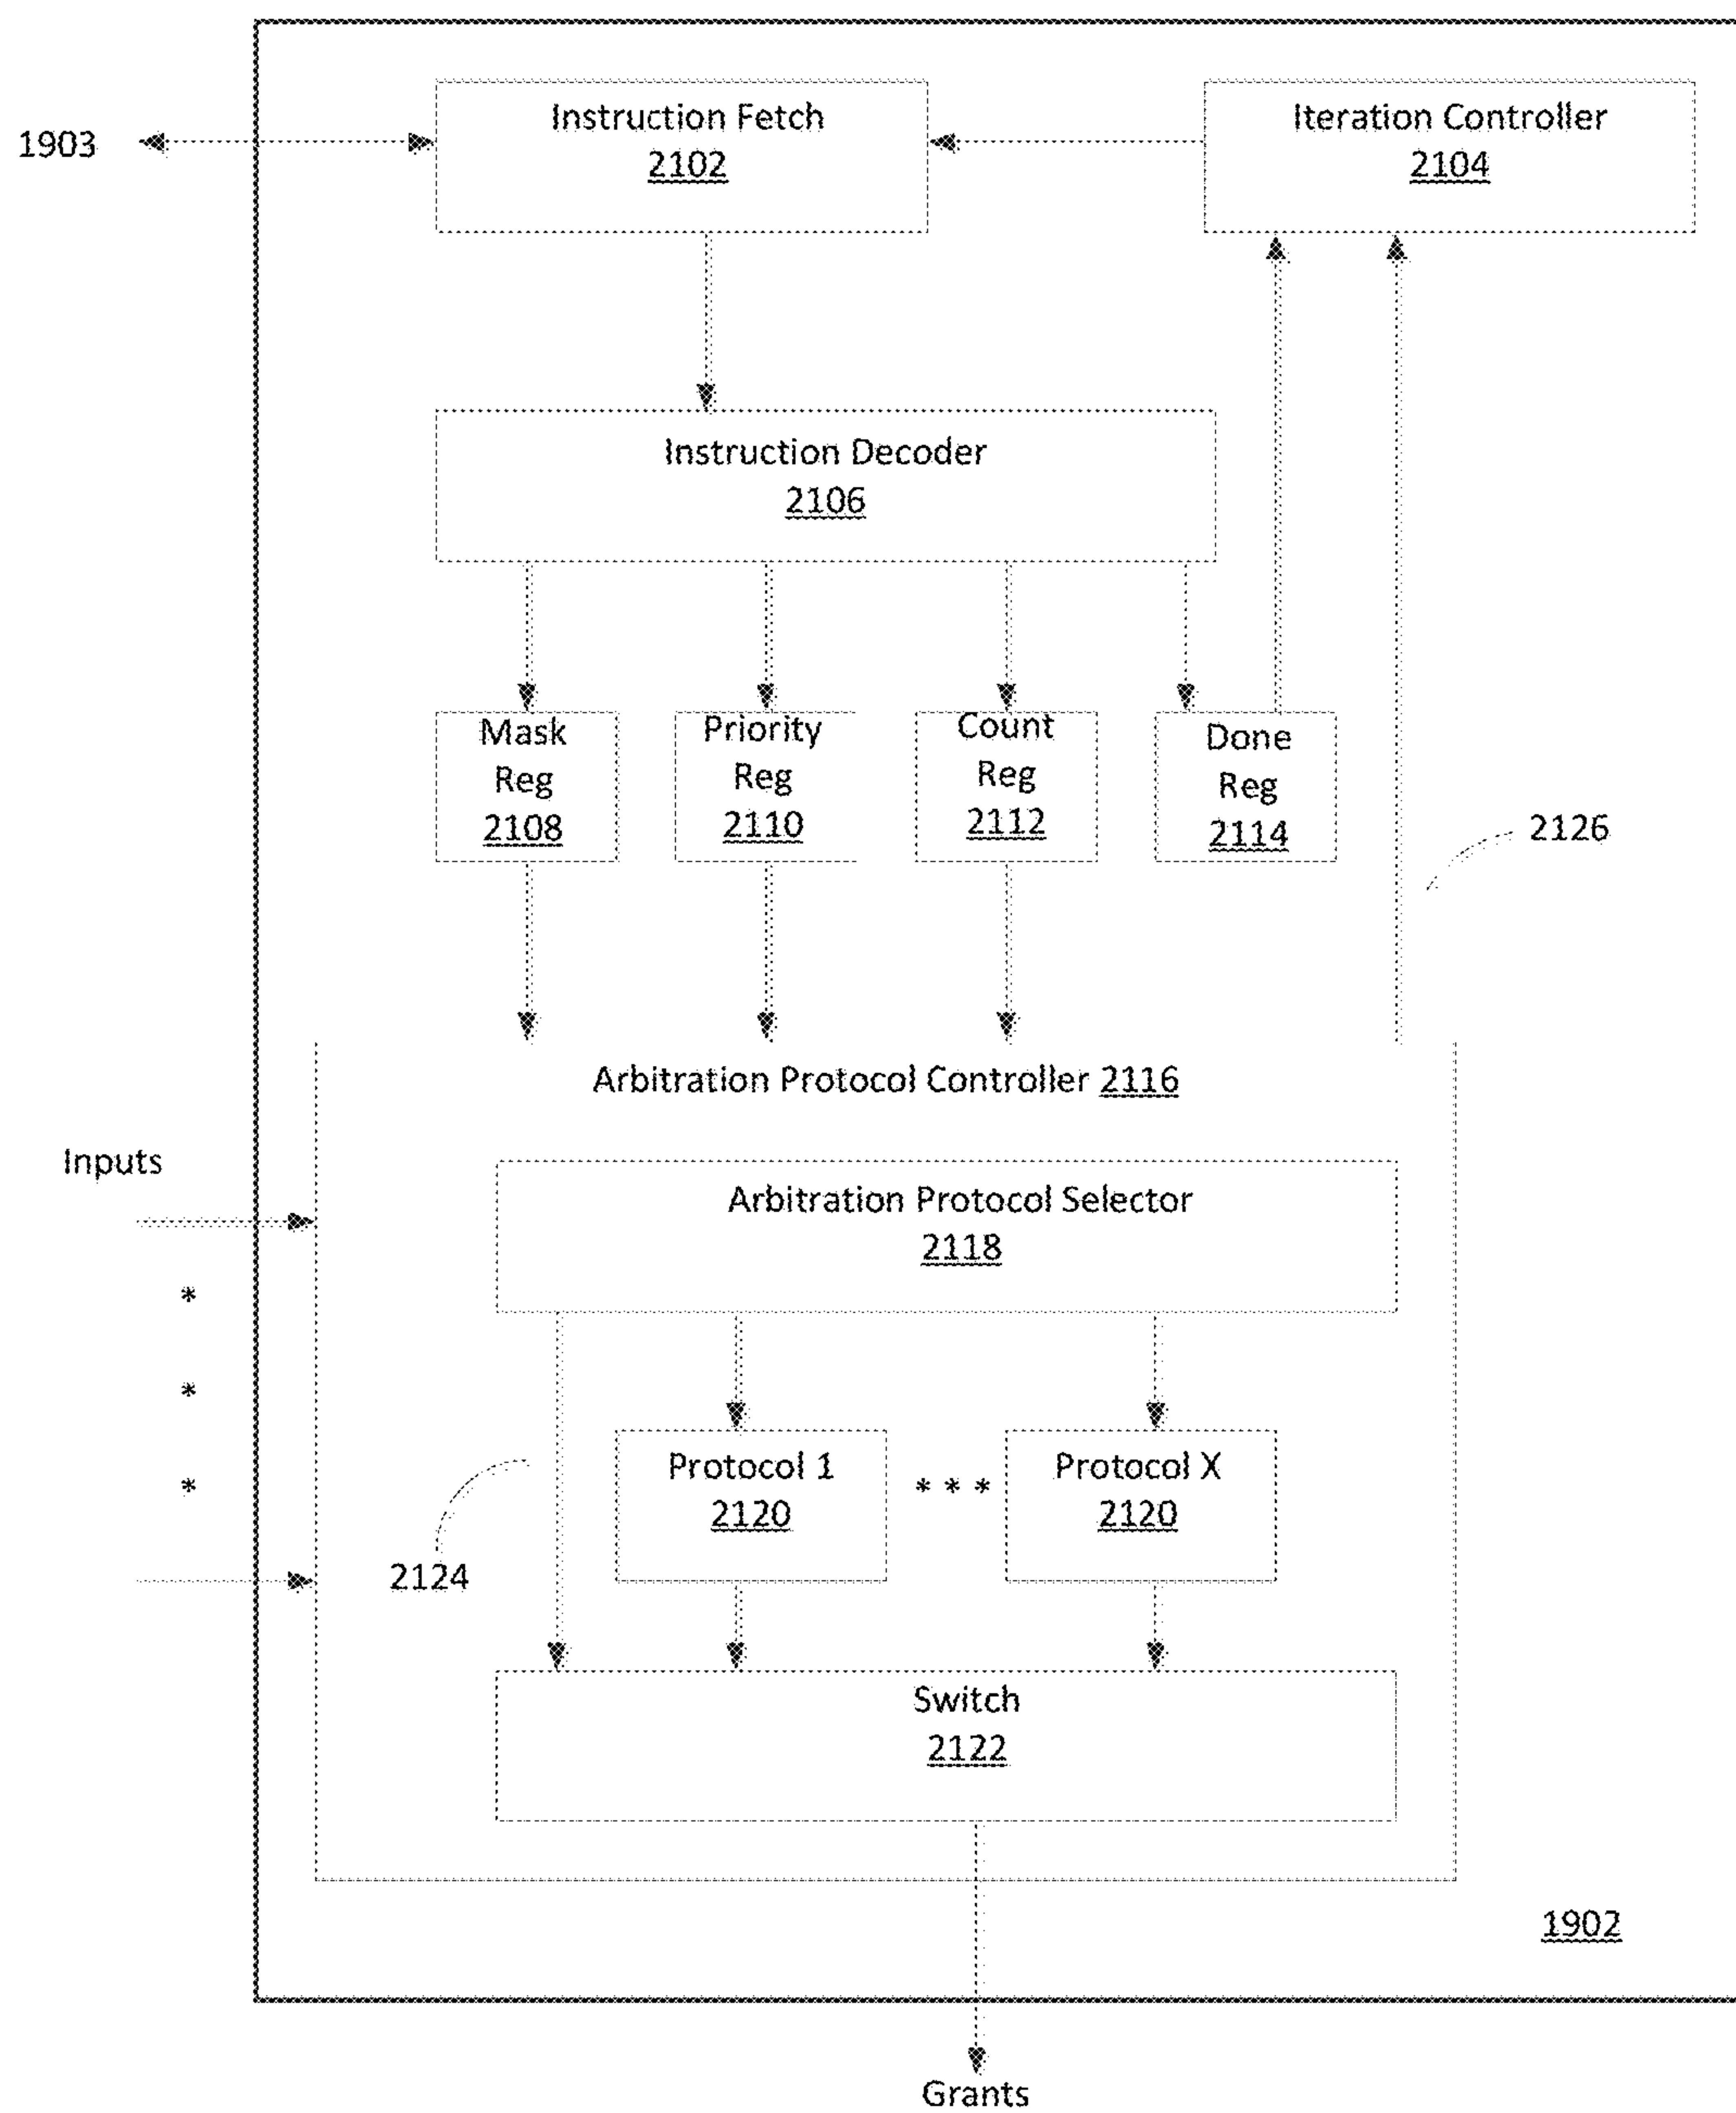 Instruction Fetch
2102
Iteration Controller
2104
1903
Instruction Decoder
2106
Mask
Reg
2108
Priority
Reg
2110
Count
Reg
2112
Done
Reg
2114
2126
Arbitration Protocol Controller 2116
Inputs
Arbitration Protocol Selector
2118
*
*
*
Protocol 1
2120
* * *
Protocol X
2120
2124
Switch
2122
1902
Grants